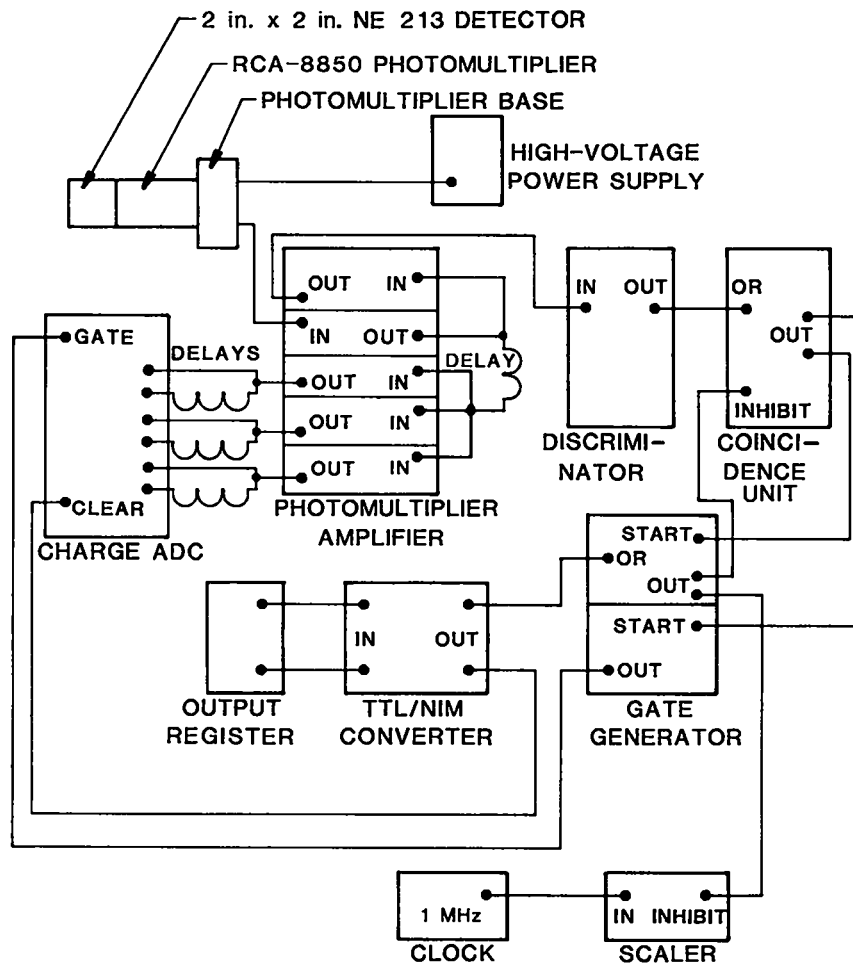 2 in. x 2 in. NE 213 DETECTOR
RCA-8850 PHOTOMULTIPLIER
PHOTOMULTIPLIER BASE
HIGH-VOLTAGE
POWER SUPPLY
OUT IN
IN OUT
OUT IN
OUT IN
OUT IN
DELAY
PHOTOMULTIPLIER
AMPLIFIER
GATE
DELAYS
CLEAR
CHARGE ADC
IN OUT
DISCRIMI-
NATOR
OR
OUT
INHIBIT
COINCI-
DENCE
UNIT
START
OR
OUT
START
OUT
GATE
GENERATOR
OUTPUT
REGISTER
IN OUT
TTL/NIM
CONVERTER
1 MHz
CLOCK
IN INHIBIT
SCALER